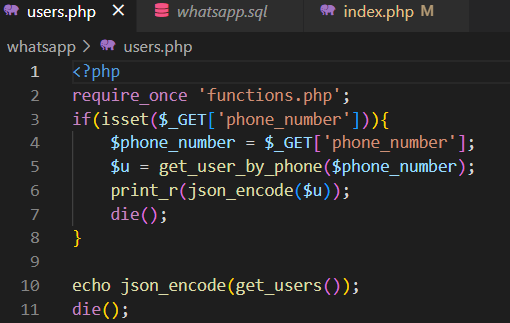 users.php × whatsapp.sql index.php M
whatsapp > users.php
1 <?php
2 require_once 'functions.php';
3 if(isset($_GET['phone_number'])){
4 $phone_number = $_GET['phone_number'];
5 $u = get_user_by_phone($phone_number);
6 print_r(json_encode($u));
7 die();
8 }
9
10 echo json_encode(get_users());
11 die();